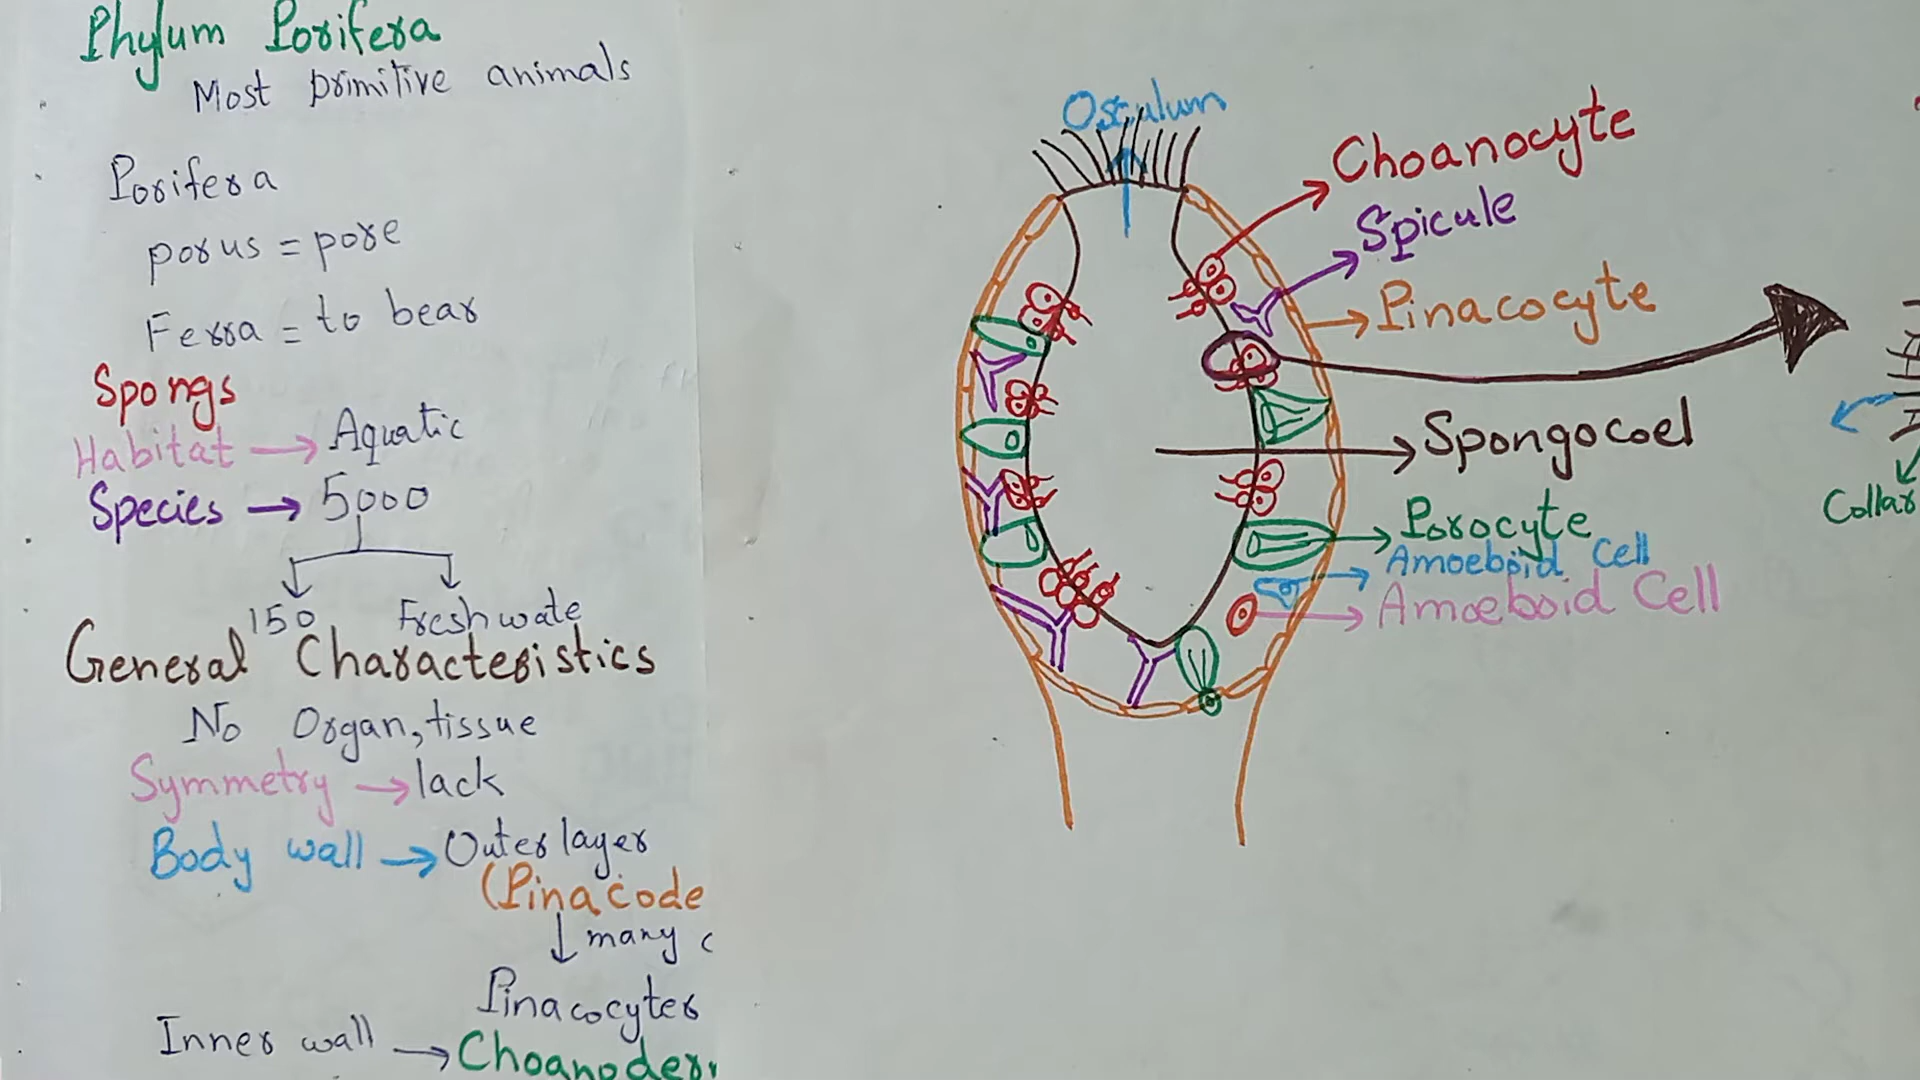 Phylum Porifera
Most primitive animals
Porifera
porus = pore
Ferra = to bear
Spongs
Habitat → Aquatic
Species → 5000
150 Freshwate
General Characteristics
No Organ, tissue
Symmetry → lack
Body wall → Outer layer
(Pinacode
↓ many c
Pinacocytes
Inner wall → Choanoder
Osculum
Choanocyte
Spicule
Pinacocyte
Spongocoel
Porocyte
Amoeboid Cell
Amoeboid Cell
Collar